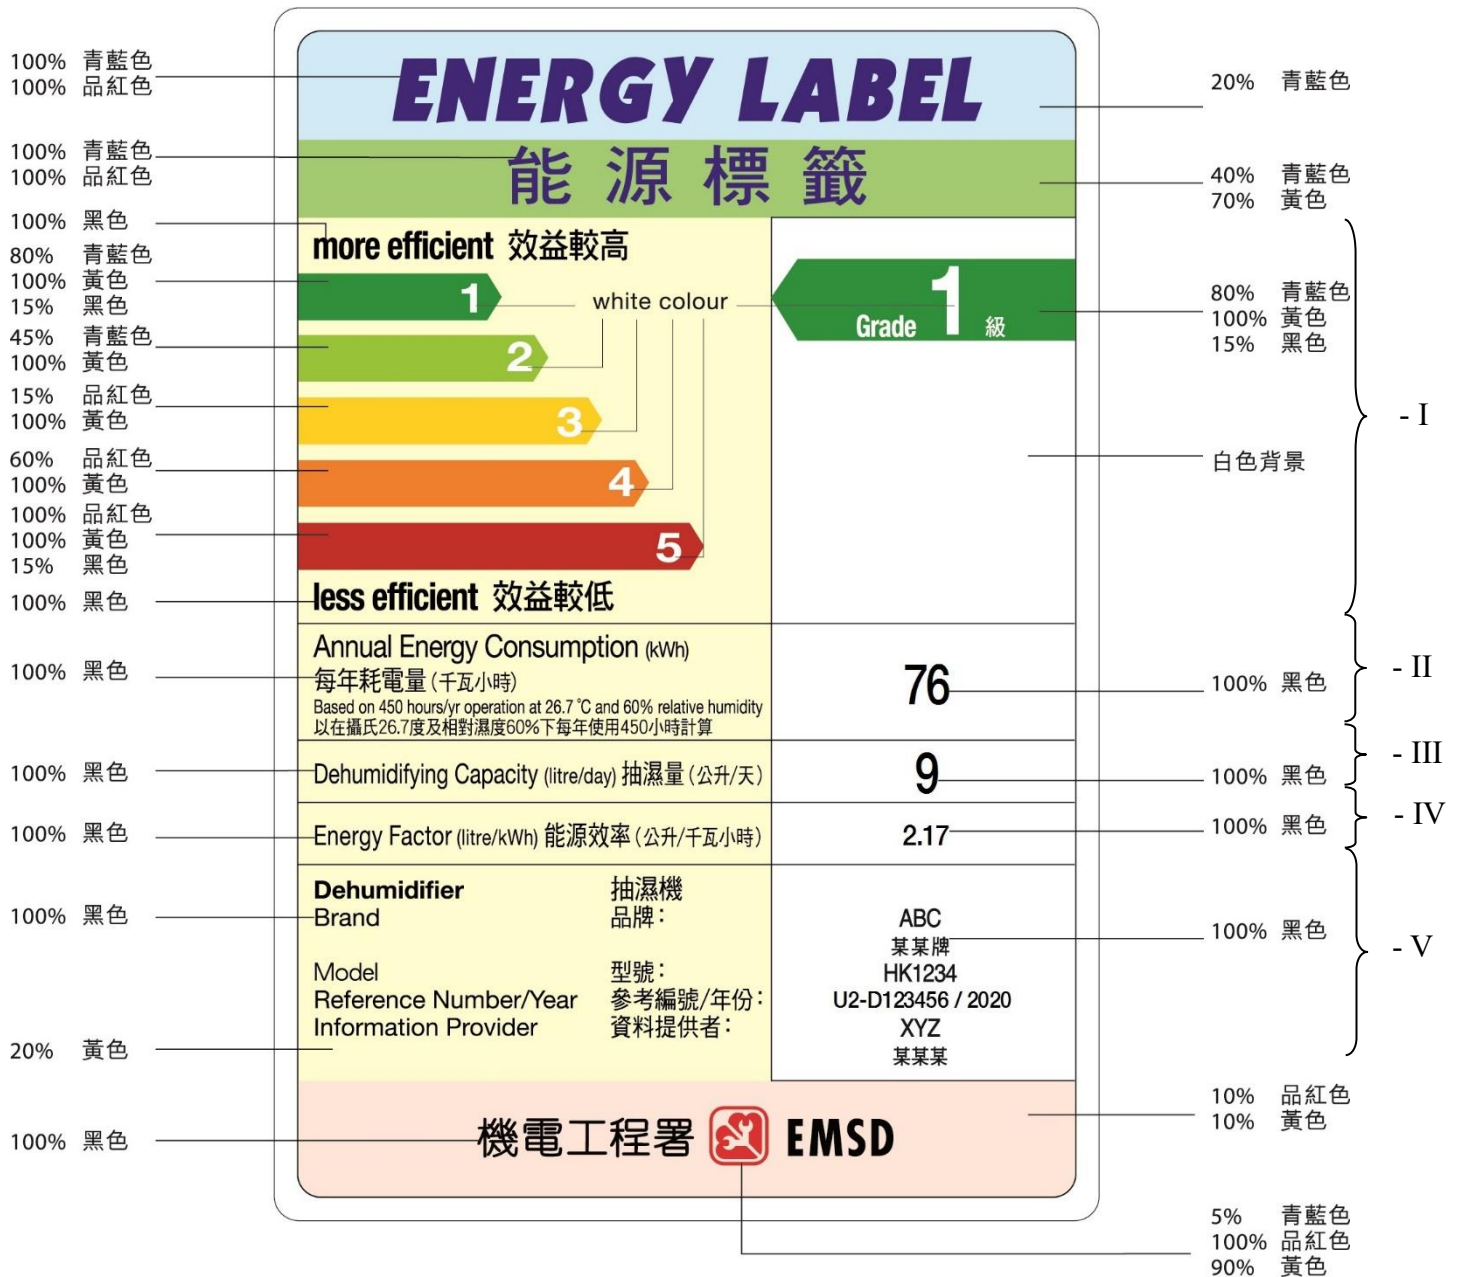 ENERGY LABEL
能源標籤
100% 青藍色
100% 品紅色
100% 青藍色
100% 品紅色
100% 黑色
80% 青藍色
100% 黃色
15% 黑色
45% 青藍色
100% 黃色
15% 品紅色
100% 黃色
60% 品紅色
100% 黃色
100% 品紅色
100% 黃色
15% 黑色
100% 黑色
100% 黑色
100% 黑色
100% 黑色
100% 黑色
20% 黃色
100% 黑色
more efficient 效益較高
1
white colour
2
3
4
5
less efficient 效益較低
1
Grade 級
Annual Energy Consumption (kWh)
每年耗電量(千瓦小時)
Based on 450 hours/yr operation at 26.7 °C and 60% relative humidity
以在攝氏26.7度及相對濕度60%下每年使用450小時計算
76
Dehumidifying Capacity (litre/day) 抽濕量(公升/天)
9
Energy Factor (litre/kWh) 能源效率(公升/千瓦小時)
2.17
Dehumidifier 抽濕機
Brand 品牌:
Model 型號:
Reference Number/Year 參考編號/年份:
Information Provider 資料提供者:
ABC
某某牌
HK1234
U2-D123456 / 2020
XYZ
某某某
機電工程署 EMSD
20% 青藍色
40% 青藍色
70% 黃色
80% 青藍色
100% 黃色
15% 黑色
白色背景
100% 黑色
100% 黑色
100% 黑色
100% 黑色
10% 品紅色
10% 黃色
5% 青藍色
100% 品紅色
90% 黃色
- I
- II
- III
- IV
- V